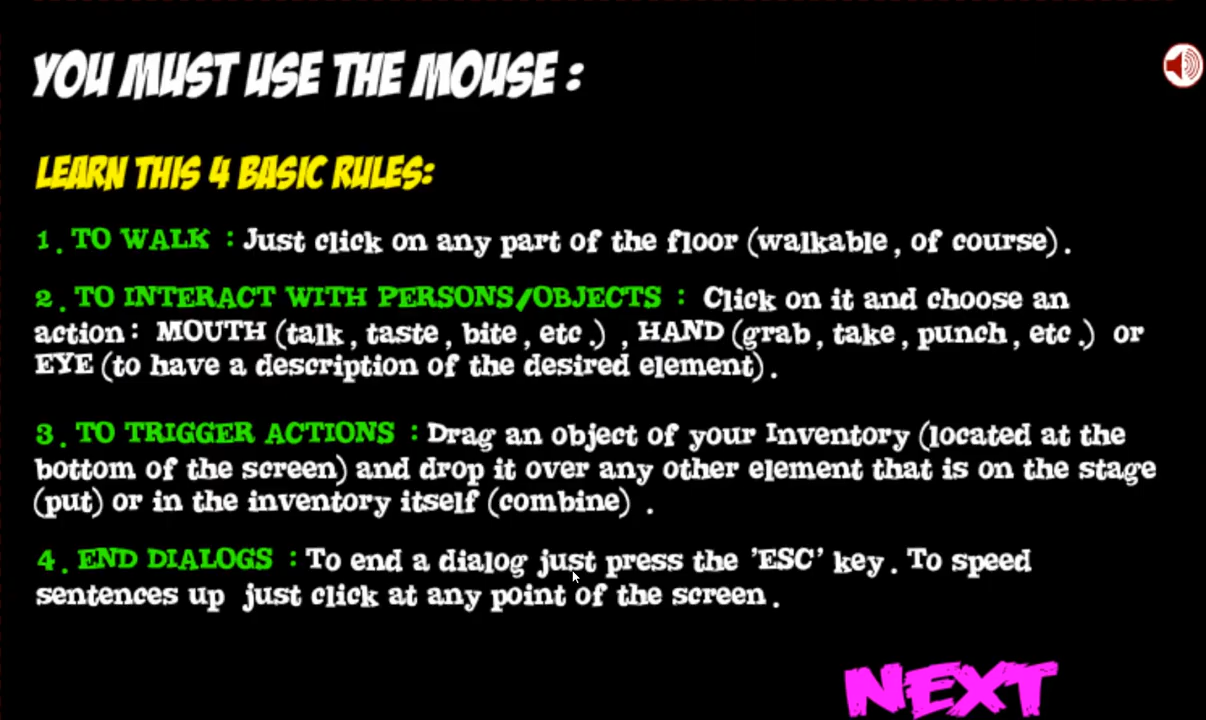 YOU MUST USE THE MOUSE :
LEARN THIS 4 BASIC RULES:
1. TO WALK : Just click on any part of the floor (walkable, of course).
2. TO INTERACT WITH PERSONS/OBJECTS : Click on it and choose an
action: MOUTH (talk, taste, bite, etc.) , HAND (grab, take, punch, etc.) or
EYE (to have a description of the desired element).
3. TO TRIGGER ACTIONS : Drag an object of your Inventory (located at the
bottom of the screen) and drop it over any other element that is on the stage
(put) or in the inventory itself (combine) .
4. END DIALOGS : To end a dialog just press the 'ESC' key. To speed
sentences up just click at any point of the screen.
NEXT